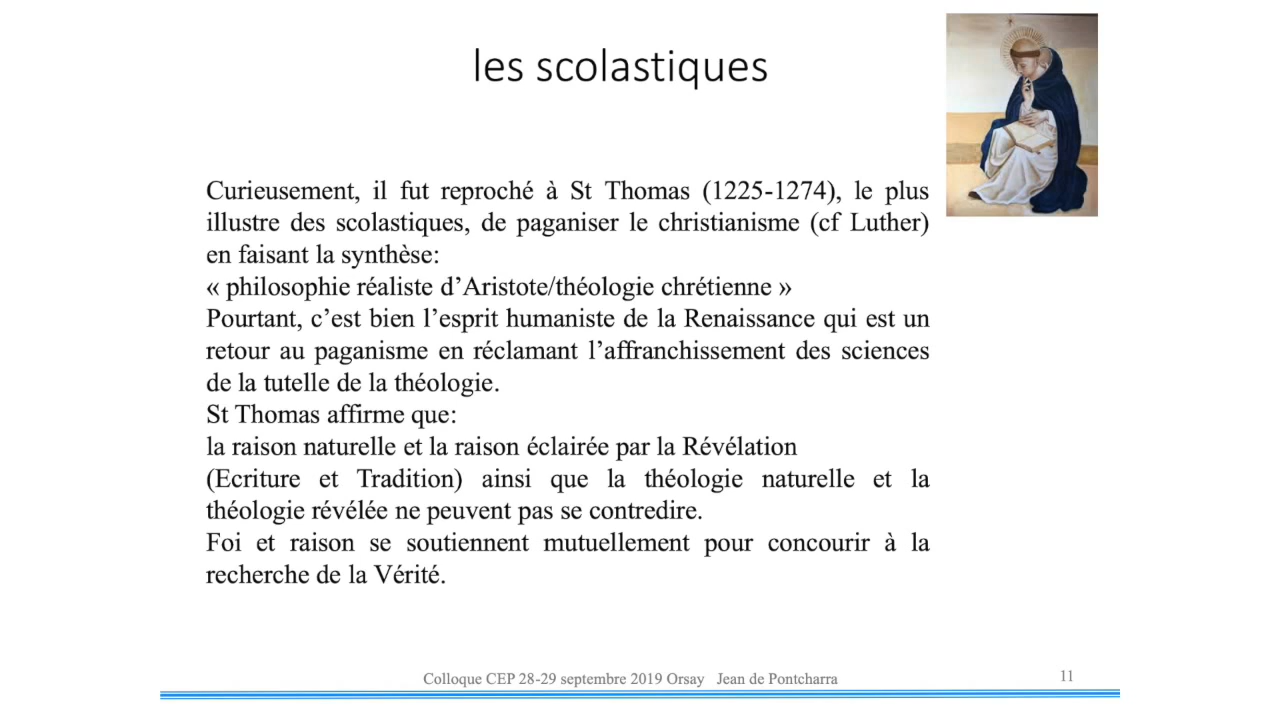 les scolastiques
Curieusement, il fut reproché à St Thomas (1225-1274), le plus
illustre des scolastiques, de paganiser le christianisme (cf Luther)
en faisant la synthèse:
« philosophie réaliste d’Aristote/théologie chrétienne »
Pourtant, c’est bien l’esprit humaniste de la Renaissance qui est un
retour au paganisme en réclamant l’affranchissement des sciences
de la tutelle de la théologie.
St Thomas affirme que:
la raison naturelle et la raison éclairée par la Révélation
(Ecriture et Tradition) ainsi que la théologie naturelle et la
théologie révélée ne peuvent pas se contredire.
Foi et raison se soutiennent mutuellement pour concourir à la
recherche de la Vérité.
Colloque CEP 28-29 septembre 2019 Orsay Jean de Pontcharra
11